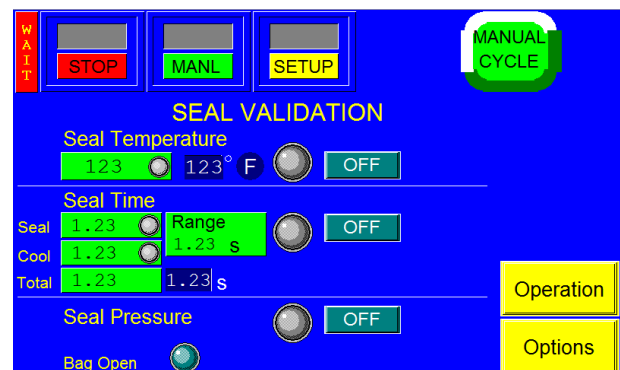 WAIT
STOP MANL SETUP
MANUAL
CYCLE
SEAL VALIDATION
Seal Temperature
123 123° F OFF
Seal Time
Seal 1.23 Range
1.23 s OFF
Cool 1.23
Total 1.23 1.23 s
Operation
Seal Pressure OFF
Options
Bag Open